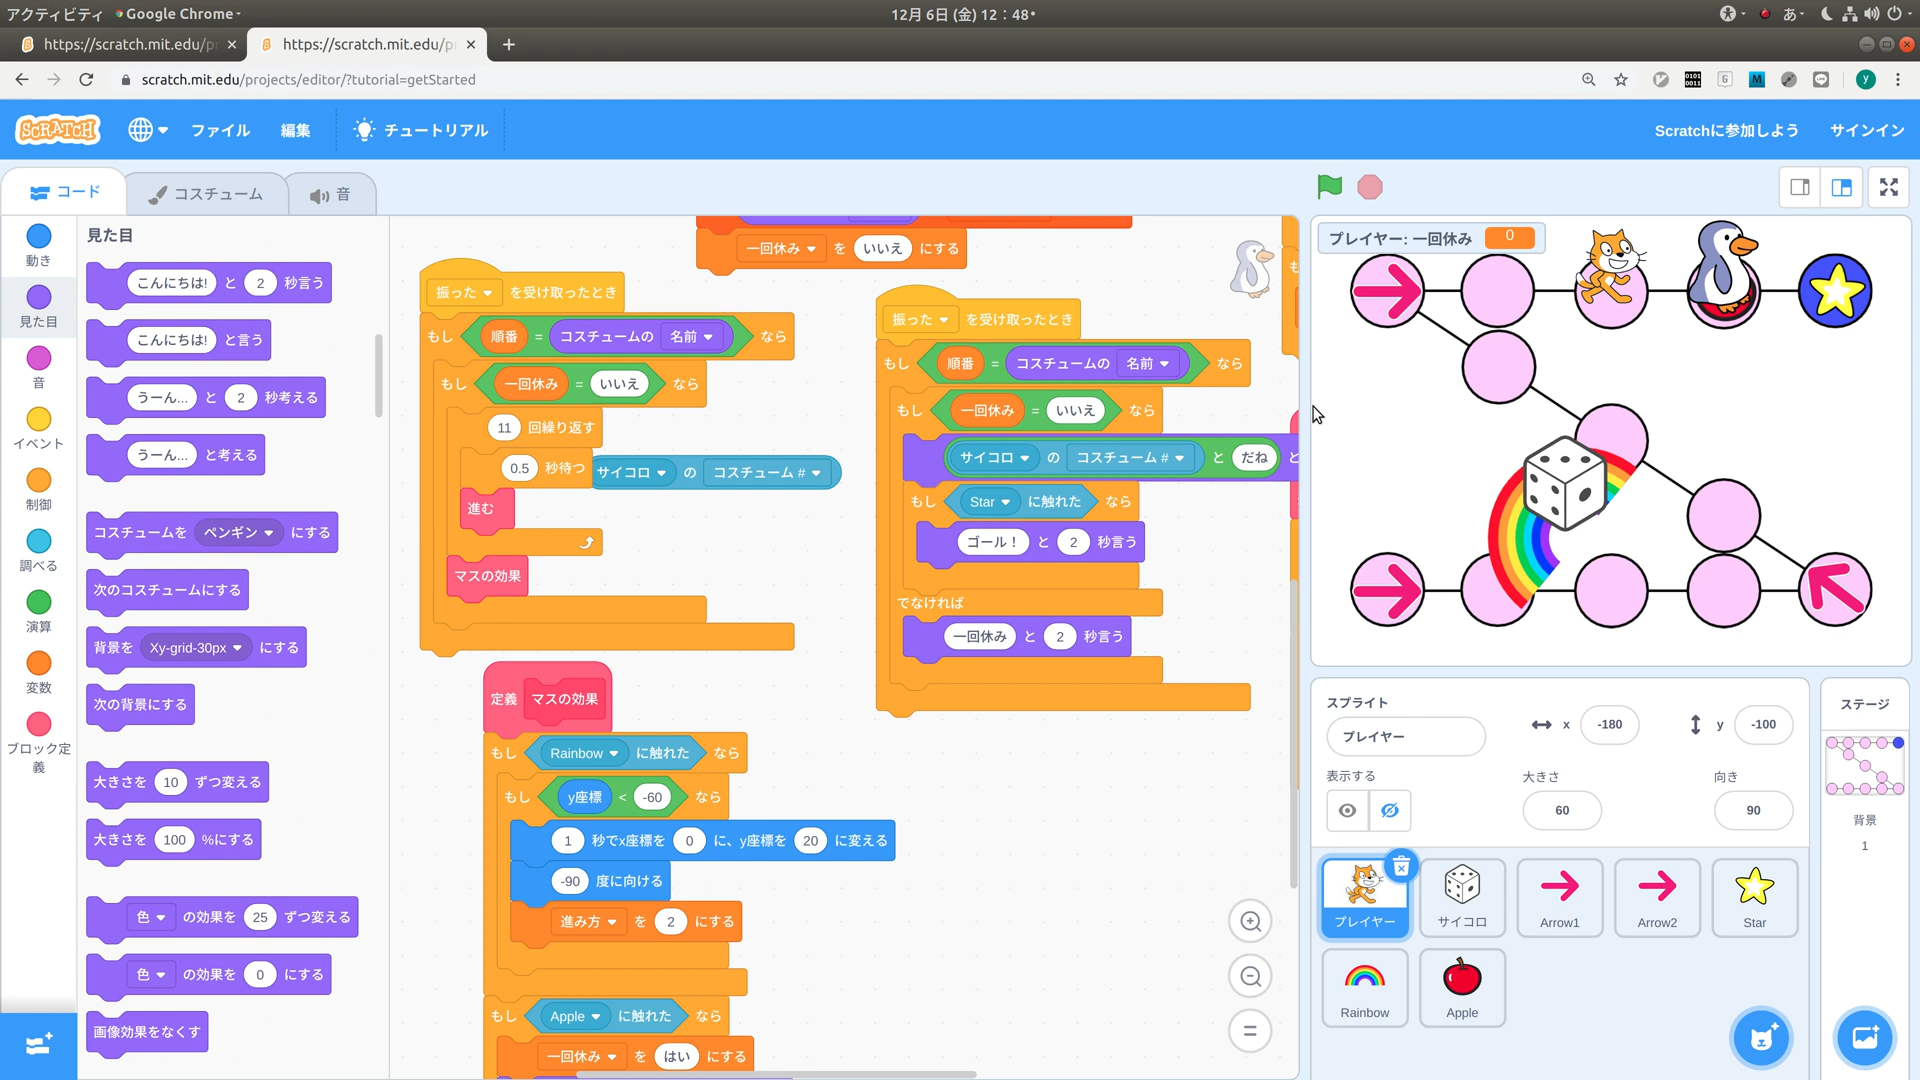 アクティビティ
Google Chrome
12月 6日 (金) 12：48
あ
https://scratch.mit.edu/pr
https://scratch.mit.edu/pr
scratch.mit.edu/projects/editor/?tutorial=getStarted
y
SCRATCH
ファイル
編集
チュートリアル
Scratchに参加しよう
サインイン
コード
コスチューム
音
動き
見た目
音
イベント
制御
調べる
演算
変数
ブロック定義
見た目
こんにちは! と 2 秒言う
こんにちは! と言う
うーん... と 2 秒考える
うーん... と考える
コスチュームを ペンギン にする
次のコスチュームにする
背景を Xy-grid-30px にする
次の背景にする
大きさを 10 ずつ変える
大きさを 100 %にする
色 の効果を 25 ずつ変える
色 の効果を 0 にする
画像効果をなくす
一回休み を いいえ にする
振った を受け取ったとき
もし 順番 = コスチュームの 名前 なら
もし 一回休み = いいえ なら
11 回繰り返す
0.5 秒待つ
サイコロ の コスチューム #
進む
マスの効果
定義 マスの効果
もし Rainbow に触れた なら
もし y座標 < -60 なら
1 秒でx座標を 0 に、y座標を 20 に変える
-90 度に向ける
進み方 を 2 にする
もし Apple に触れた なら
一回休み を はい にする
振った を受け取ったとき
もし 順番 = コスチュームの 名前 なら
もし 一回休み = いいえ なら
サイコロ の コスチューム # と だね と
もし Star に触れた なら
ゴール！ と 2 秒言う
でなければ
一回休み と 2 秒言う
プレイヤー: 一回休み 0
スプライト
プレイヤー
x -180
y -100
表示する
大きさ 60
向き 90
プレイヤー
サイコロ
Arrow1
Arrow2
Star
Rainbow
Apple
ステージ
背景
1